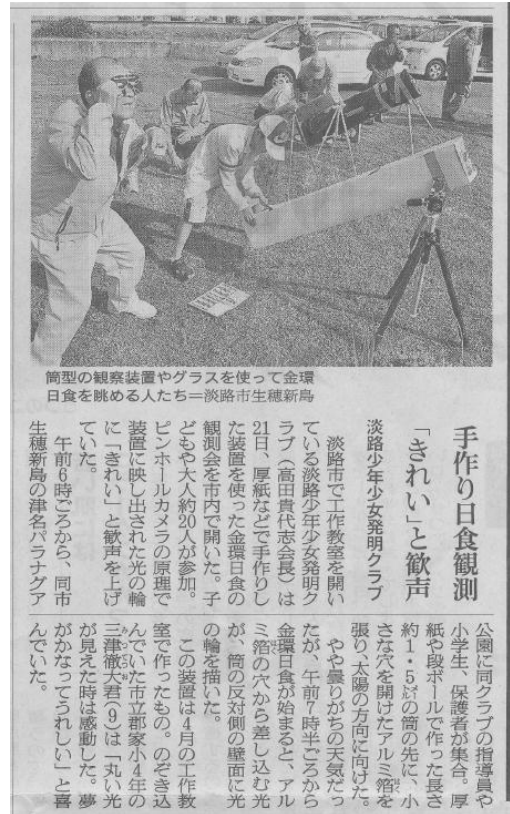 筒型の観察装置やグラスを使って金環
日食を眺める人たち=淡路市生穂新島
手作り日食観測
「きれい」と歓声
淡路少年少女発明クラブ
淡路市で工作教室を開い
ている淡路少年少女発明ク
ラブ（高田貴代志会長）は
21日、厚紙などで手作りし
た装置を使った金環日食の
観測会を市内で開いた。子
どもや大人約20人が参加。
ピンホールカメラの原理で
装置に映し出された光の輪
に「きれい」と歓声を上げ
ていた。
午前6時ごろから、同市
生穂新島の津名パラナグア
公園に同クラブの指導員や
小学生、保護者が集合。厚
紙や段ボールで作った長さ
約1・5㍍の筒の先に、小
さな穴を開けたアルミ箔を
張り、太陽の方向に向けた。
やや曇りがちの天気だっ
たが、午前7時半ごろから
金環日食が始まると、アル
ミ箔の穴から差し込む光
が、筒の反対側の壁面に光
の輪を描いた。
この装置は4月の工作教
室で作ったもの。のぞき込
んでいた市立郡家小4年の
三津徹大君（9）は「丸い光
が見えた時は感動した。夢
がかなってうれしい」と喜
んでいた。